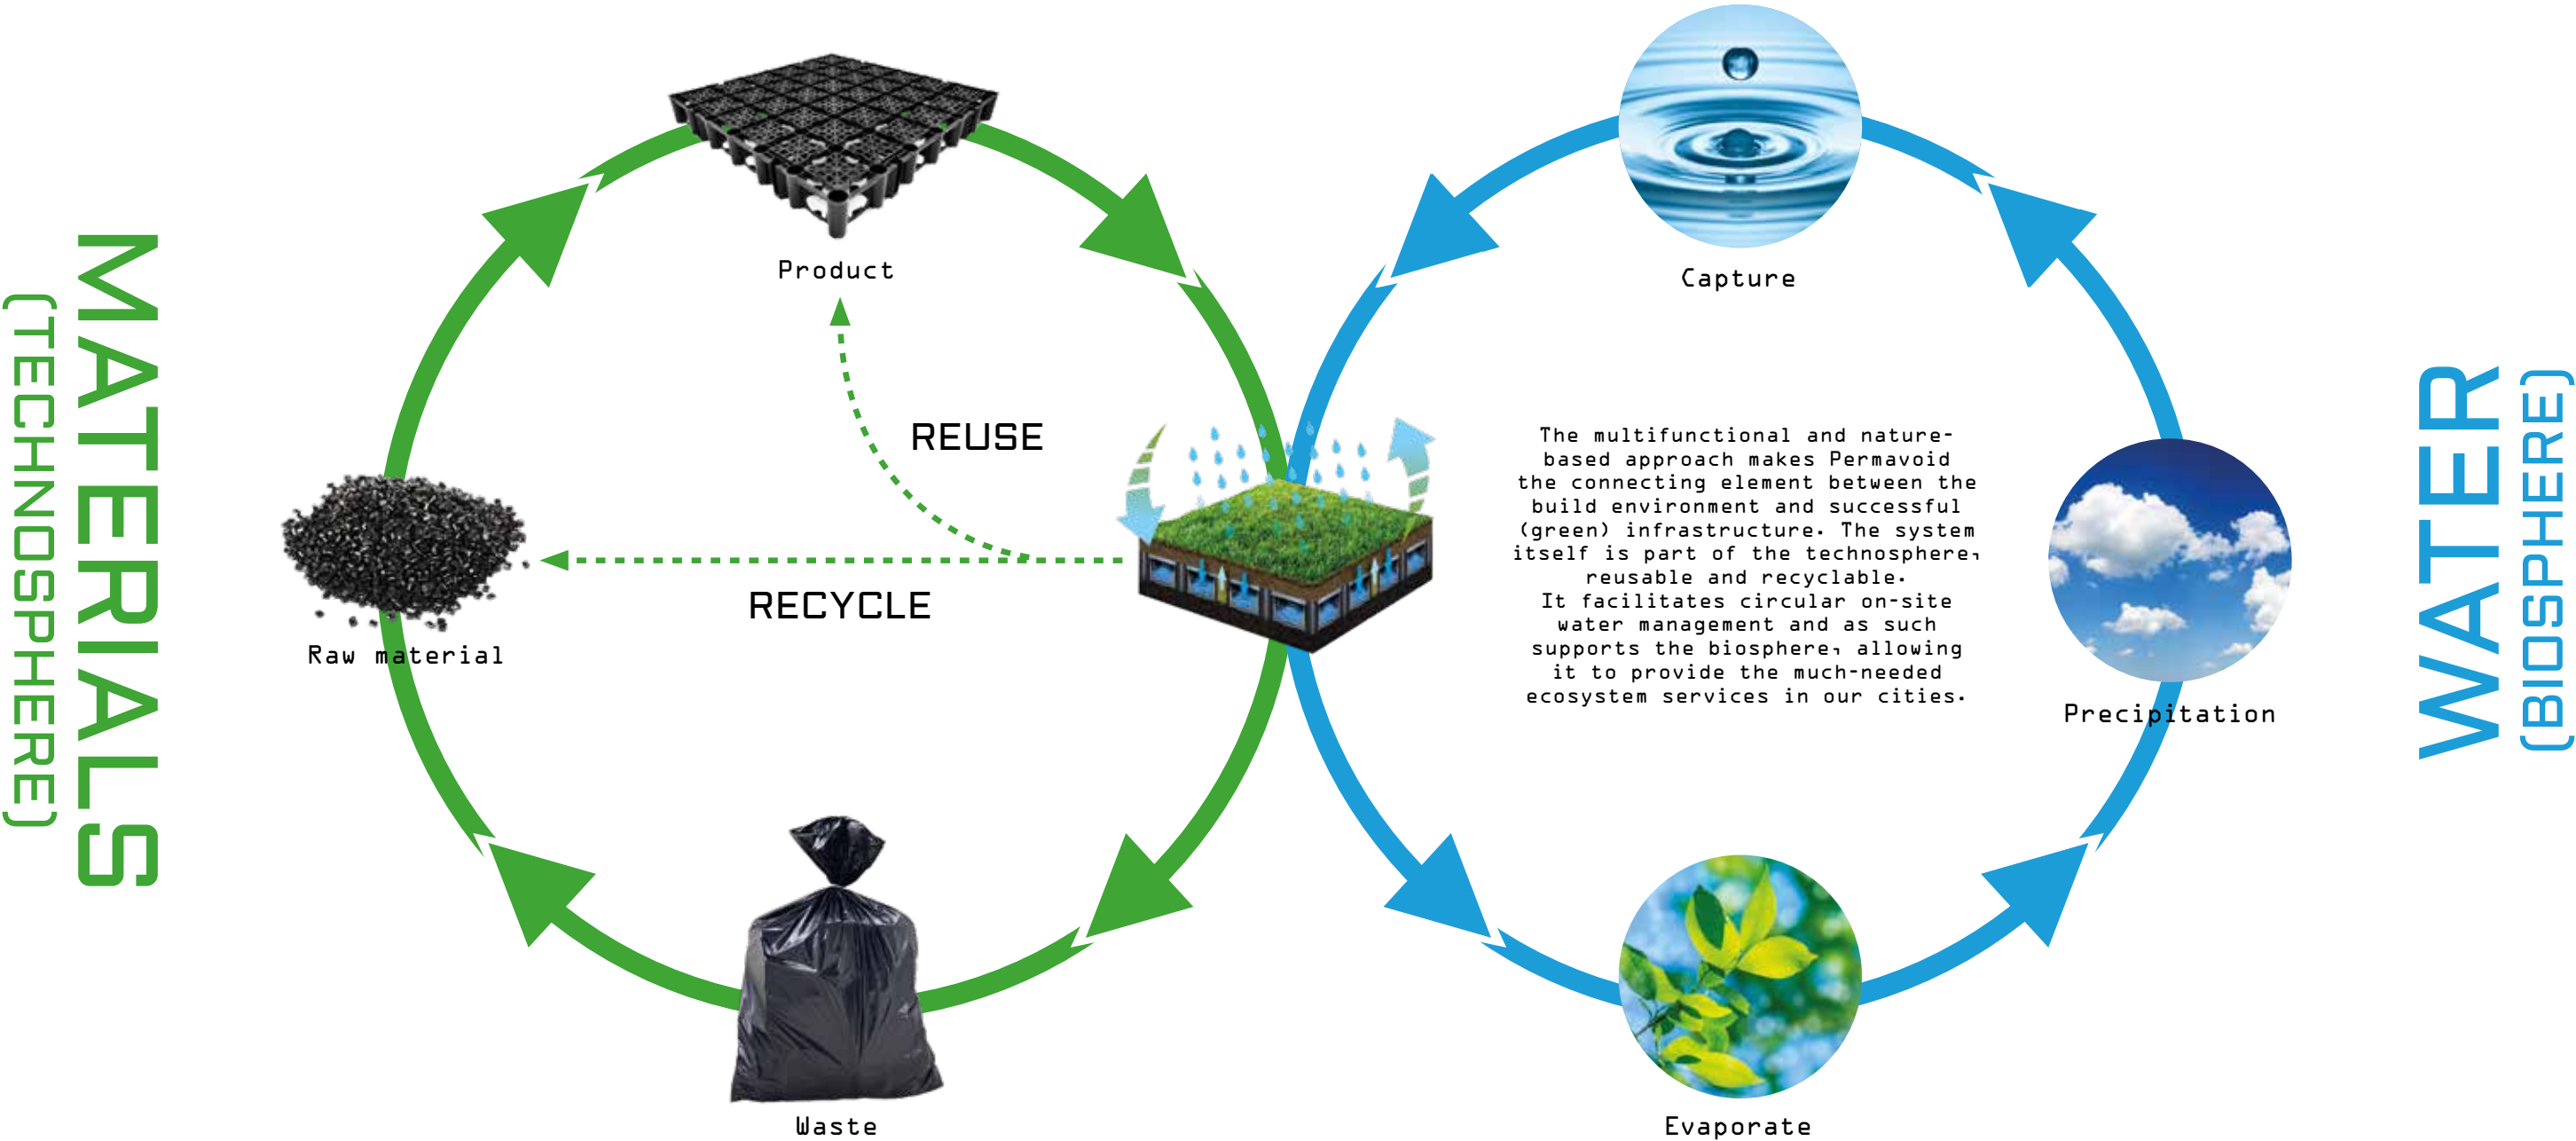 MATERIALS
(TECHNOSPHERE)
Product
REUSE
RECYCLE
Raw material
Waste
Capture
The multifunctional and nature-
based approach makes Permavoid
the connecting element between the
build environment and successful
(green) infrastructure. The system
itself is part of the technosphere,
reusable and recyclable.
It facilitates circular on-site
water management and as such
supports the biosphere, allowing
it to provide the much-needed
ecosystem services in our cities.
Precipitation
Evaporate
WATER
(BIOSPHERE)